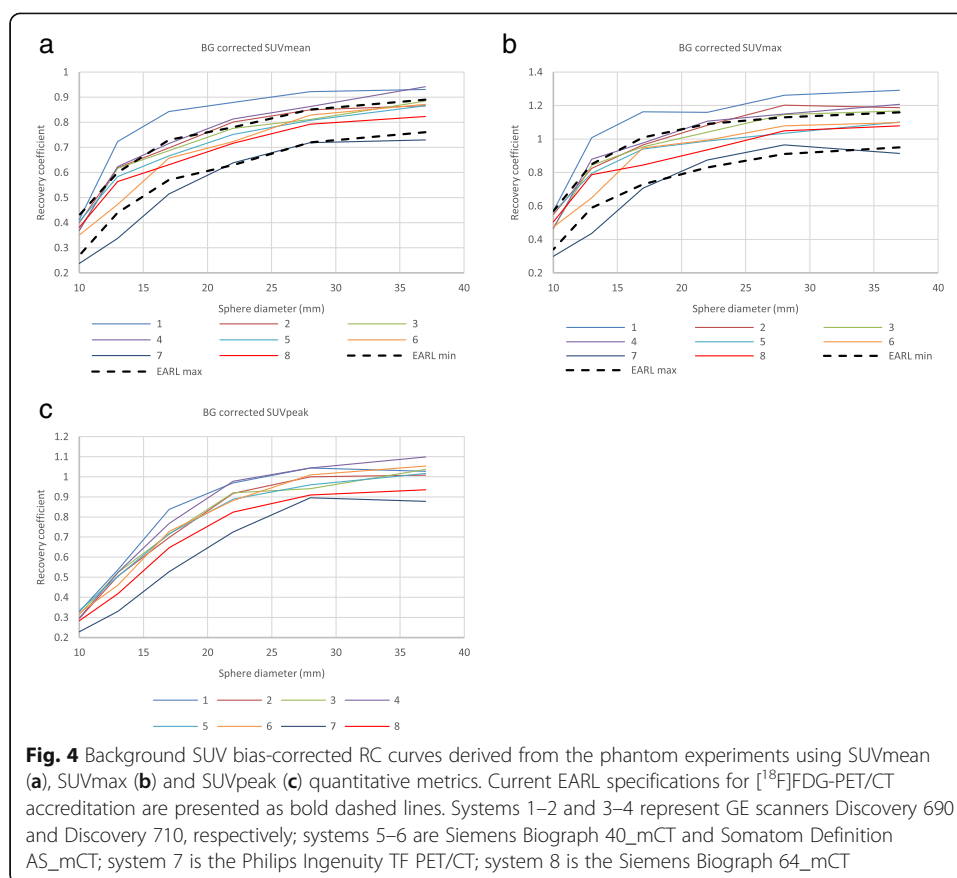 a
BG corrected SUVmean
1
0.9
0.8
0.7
0.6
0.5
0.4
0.3
0.2
Recovery coefficient
10 15 20 25 30 35 40
Sphere diameter (mm)
1 2 3
4 5 6
7 8 EARL min
EARL max
b
BG corrected SUVmax
1.4
1.2
1
0.8
0.6
0.4
0.2
Recovery coefficient
10 15 20 25 30 35 40
Sphere diameter (mm)
1 2 3
4 5 6
7 8 EARL min
EARL max
c
BG corrected SUVpeak
1.1
1
0.9
0.8
0.7
0.6
0.5
0.4
0.3
0.2
Recovery coefficient
10 15 20 25 30 35 40
Sphere diameter (mm)
1 2 3 4
5 6 7 8
Fig. 4 Background SUV bias-corrected RC curves derived from the phantom experiments using SUVmean
(a), SUVmax (b) and SUVpeak (c) quantitative metrics. Current EARL specifications for [¹⁸F]FDG-PET/CT
accreditation are presented as bold dashed lines. Systems 1–2 and 3–4 represent GE scanners Discovery 690
and Discovery 710, respectively; systems 5–6 are Siemens Biograph 40_mCT and Somatom Definition
AS_mCT; system 7 is the Philips Ingenuity TF PET/CT; system 8 is the Siemens Biograph 64_mCT